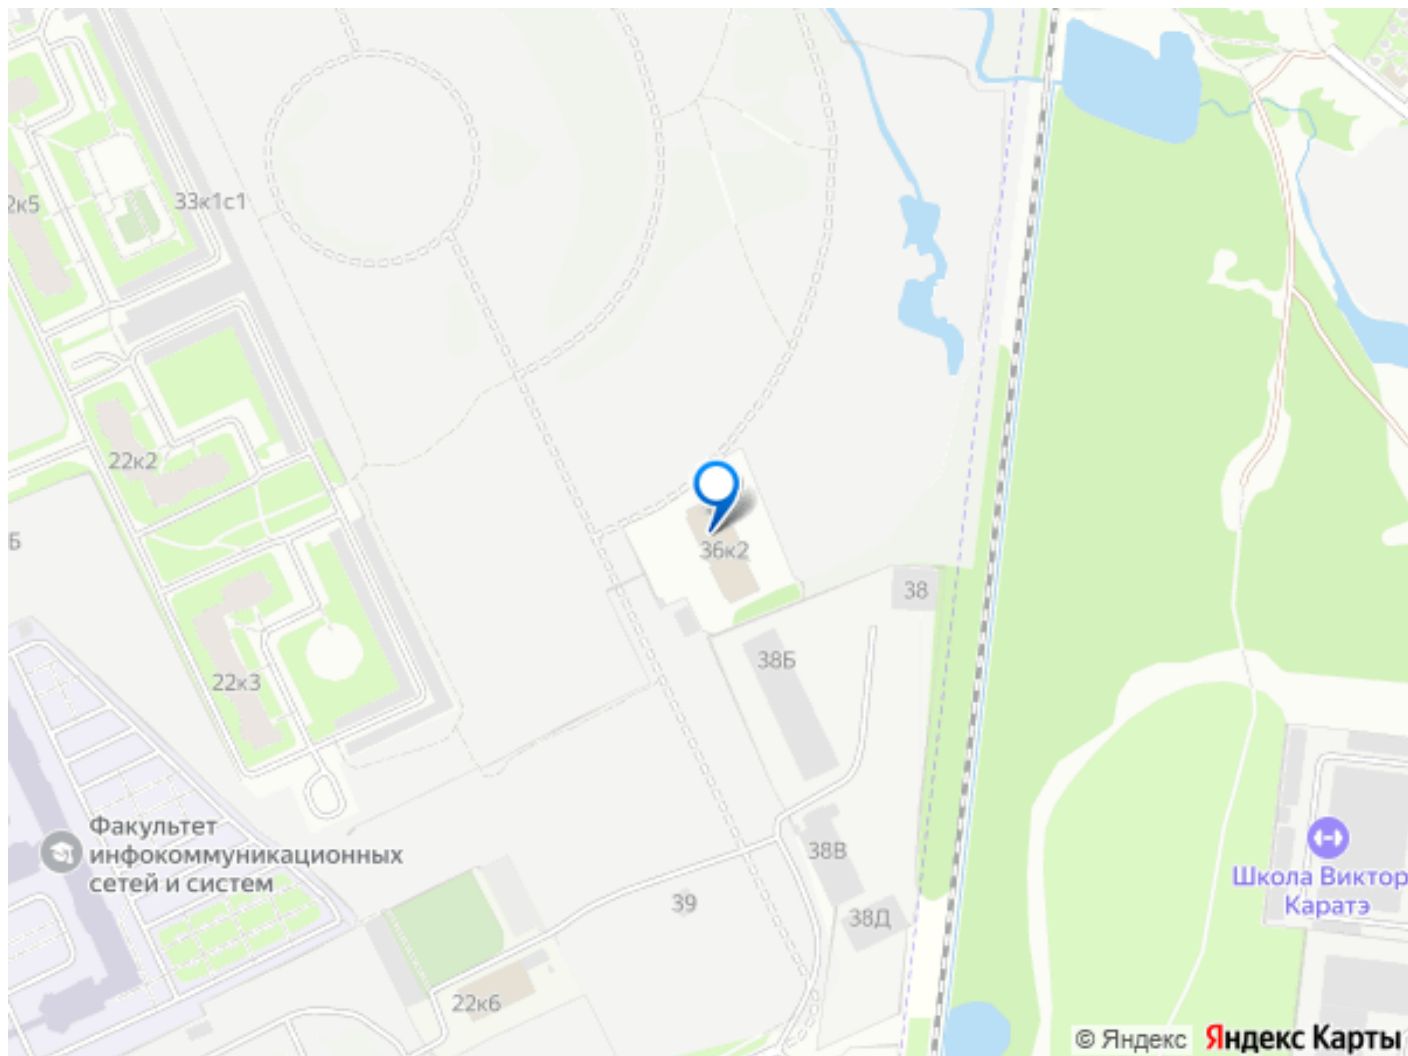 2к5
33к1с1
22к2
Б
36к2
38
38Б
22к3
Факультет
инфокоммуникационных
сетей и систем
38В
Школа Виктор
Каратэ
39
38Д
22к6
© Яндекс
Яндекс Карты